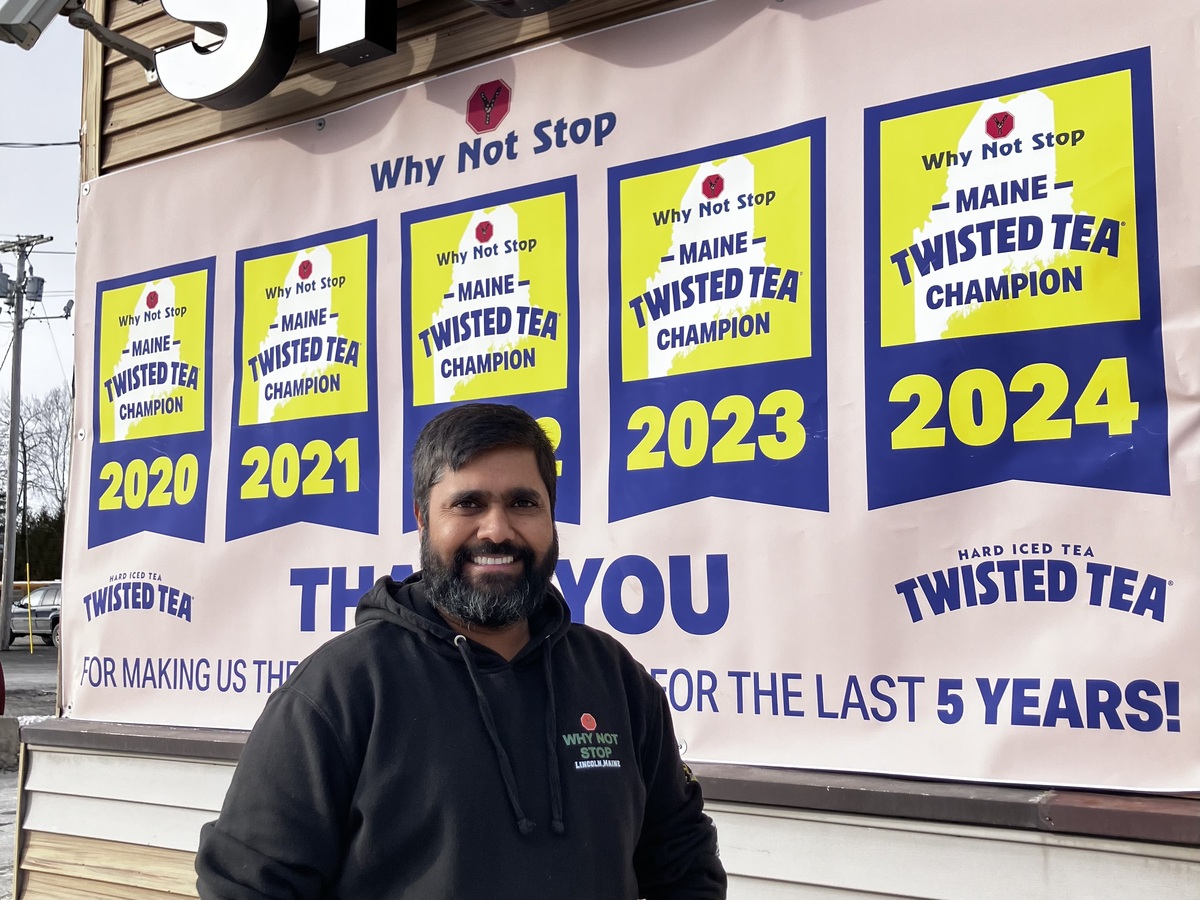 ST
Why Not Stop
Why Not Stop
MAINE
TWISTED TEA
CHAMPION
2020
Why Not Stop
MAINE
TWISTED TEA
CHAMPION
2021
Why Not Stop
MAINE
TWISTED TEA
CHAMPION
2
Why Not Stop
- MAINE -
TWISTED TEA
CHAMPION
2023
Why Not Stop
- MAINE -
TWISTED TEA
CHAMPION
2024
HARD ICED TEA
TWISTED TEA
THA YOU
HARD ICED TEA
TWISTED TEA
FOR MAKING US THE FOR THE LAST 5 YEARS!
WHY NOT
STOP
LINCOLN, MAINE